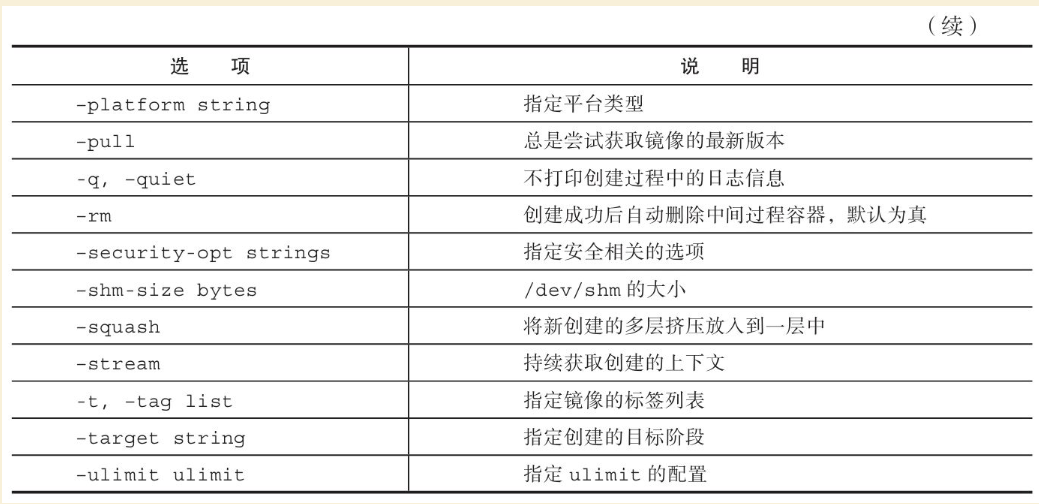 （续）
选 项 说 明
–platform string 指定平台类型
–pull 总是尝试获取镜像的最新版本
-q, –quiet 不打印创建过程中的日志信息
–rm 创建成功后自动删除中间过程容器，默认为真
–security-opt strings 指定安全相关的选项
–shm-size bytes /dev/shm 的大小
–squash 将新创建的多层挤压放入到一层中
–stream 持续获取创建的上下文
-t, –tag list 指定镜像的标签列表
–target string 指定创建的目标阶段
–ulimit ulimit 指定 ulimit 的配置